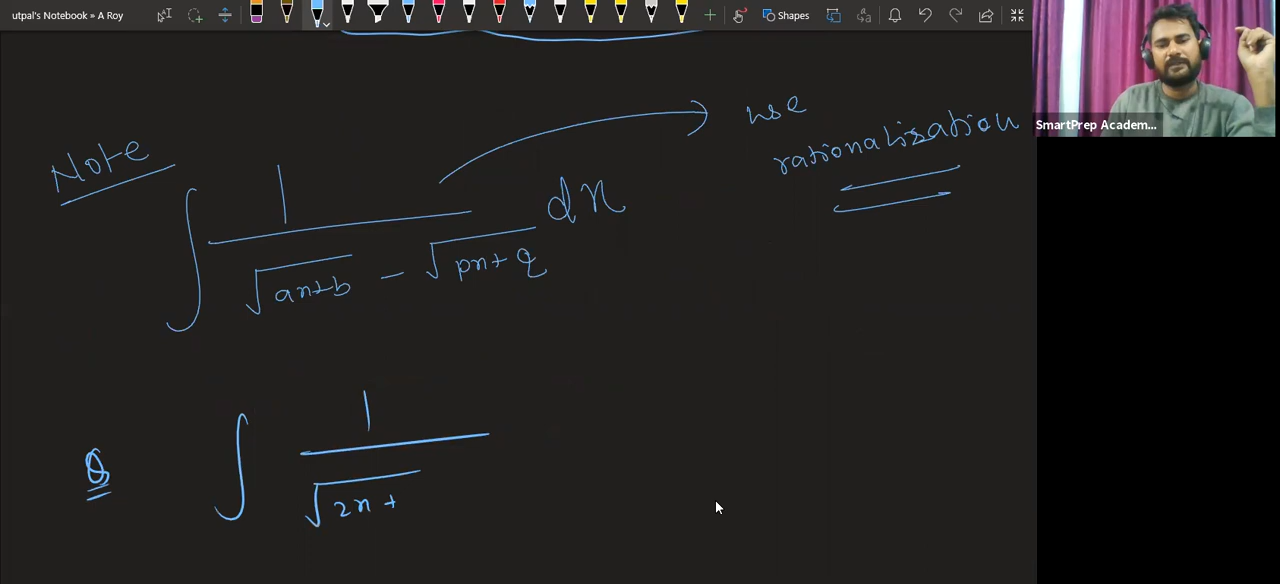 utpal's Notebook » A Roy
Shapes
SmartPrep Academ...
use
rationalisation
Note
∫ 1/(√(ax+b) − √(px+q)) dx
Q ∫ 1/√(2x +